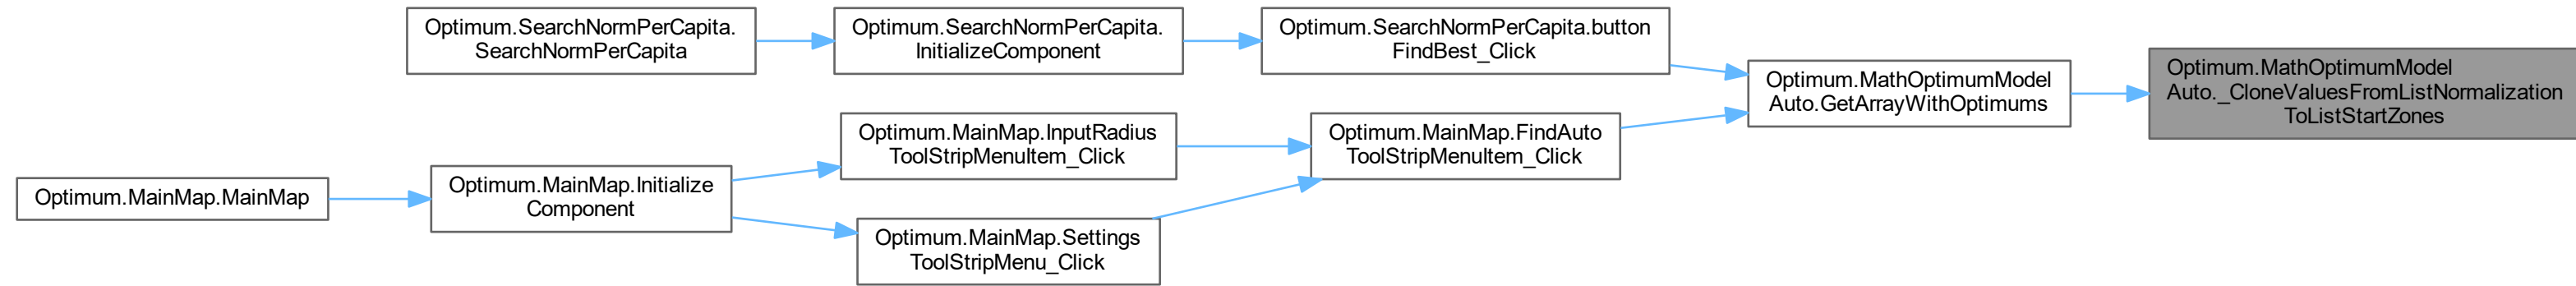 Optimum.SearchNormPerCapita.
SearchNormPerCapita
Optimum.SearchNormPerCapita.
InitializeComponent
Optimum.SearchNormPerCapita.button
FindBest_Click
Optimum.MathOptimumModel
Auto.GetArrayWithOptimums
Optimum.MathOptimumModel
Auto._CloneValuesFromListNormalization
ToListStartZones
Optimum.MainMap.InputRadius
ToolStripMenuItem_Click
Optimum.MainMap.FindAuto
ToolStripMenuItem_Click
Optimum.MainMap.MainMap
Optimum.MainMap.Initialize
Component
Optimum.MainMap.Settings
ToolStripMenu_Click